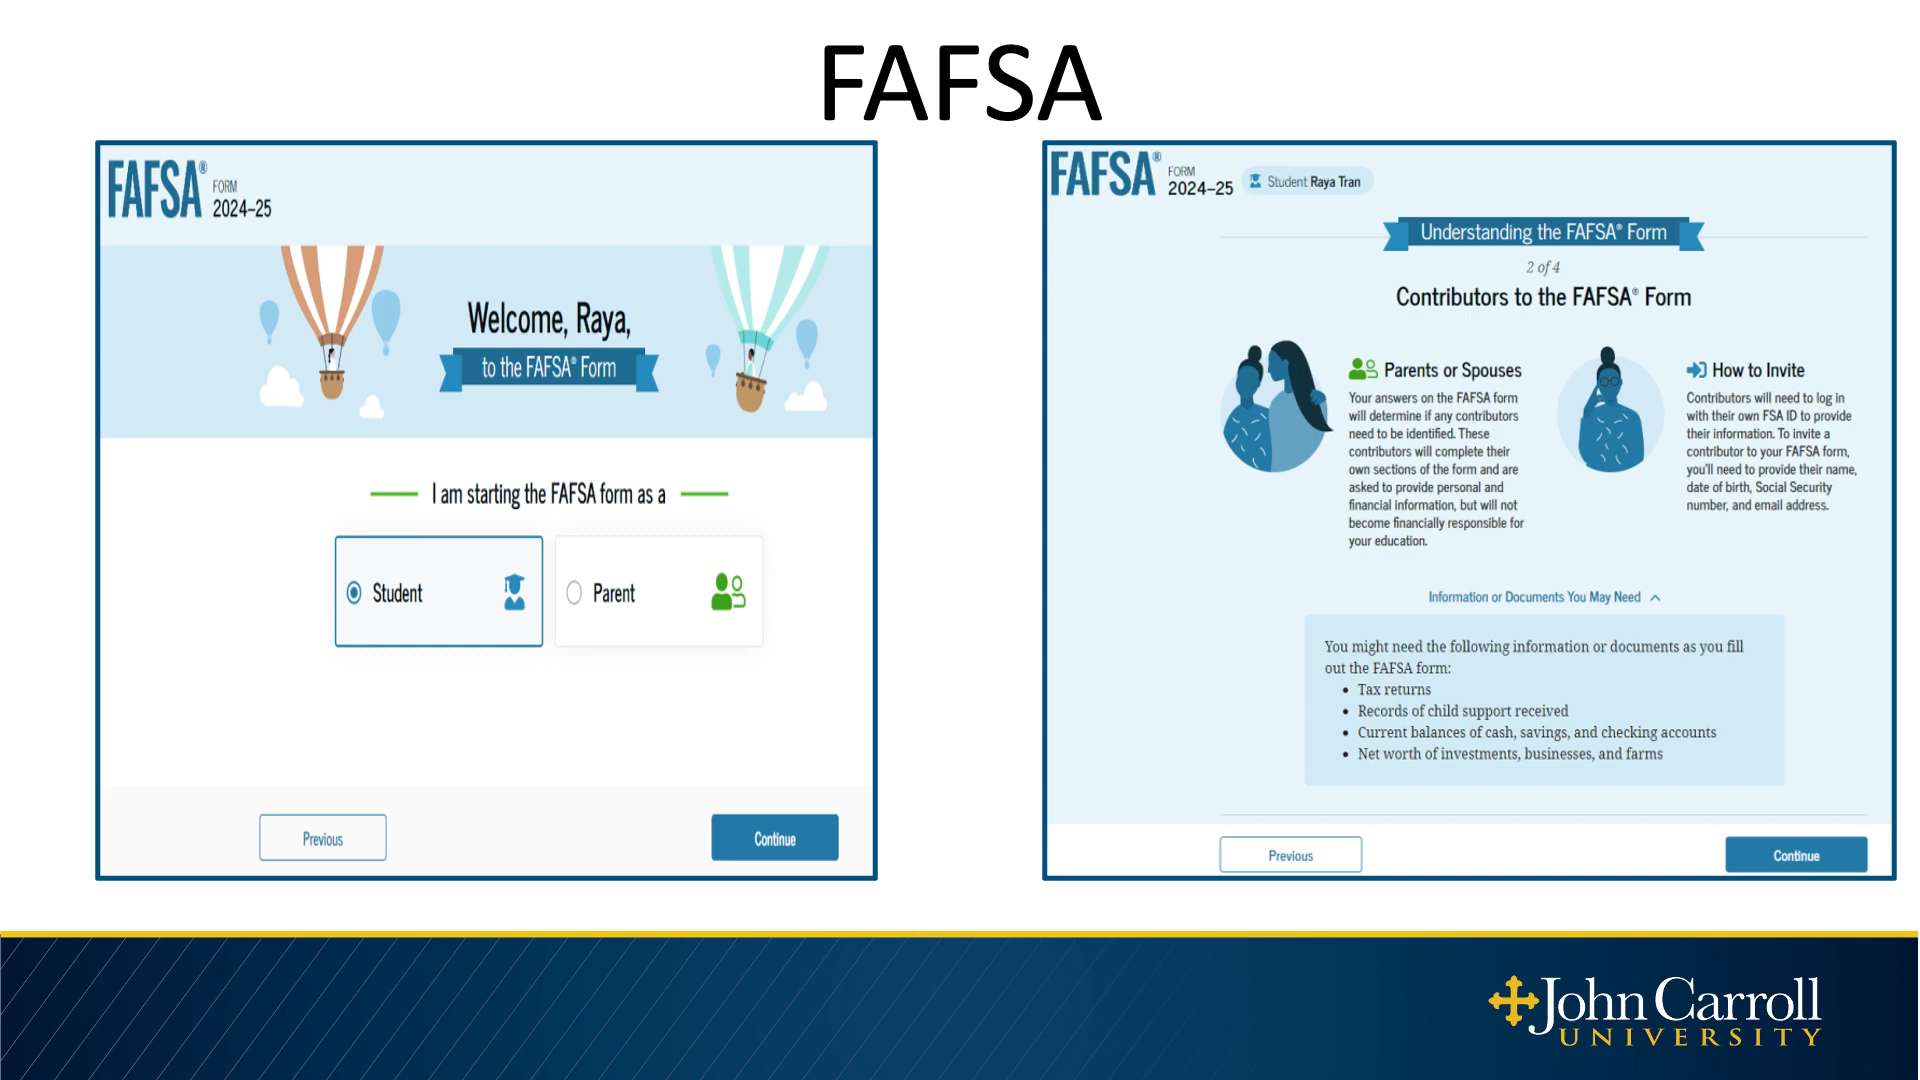 FAFSA
FAFSA®
FORM
2024–25
Welcome, Raya,
to the FAFSA® Form
I am starting the FAFSA form as a
Student
Parent
Previous
Continue
FAFSA®
FORM
2024–25
Student Raya Tran
Understanding the FAFSA® Form
2 of 4
Contributors to the FAFSA® Form
Parents or Spouses
Your answers on the FAFSA form
will determine if any contributors
need to be identified. These
contributors will complete their
own sections of the form and are
asked to provide personal and
financial information, but will not
become financially responsible for
your education.
How to Invite
Contributors will need to log in
with their own FSA ID to provide
their information. To invite a
contributor to your FAFSA form,
you'll need to provide their name,
date of birth, Social Security
number, and email address.
Information or Documents You May Need
You might need the following information or documents as you fill
out the FAFSA form:
• Tax returns
• Records of child support received
• Current balances of cash, savings, and checking accounts
• Net worth of investments, businesses, and farms
Previous
Continue
John Carroll
UNIVERSITY